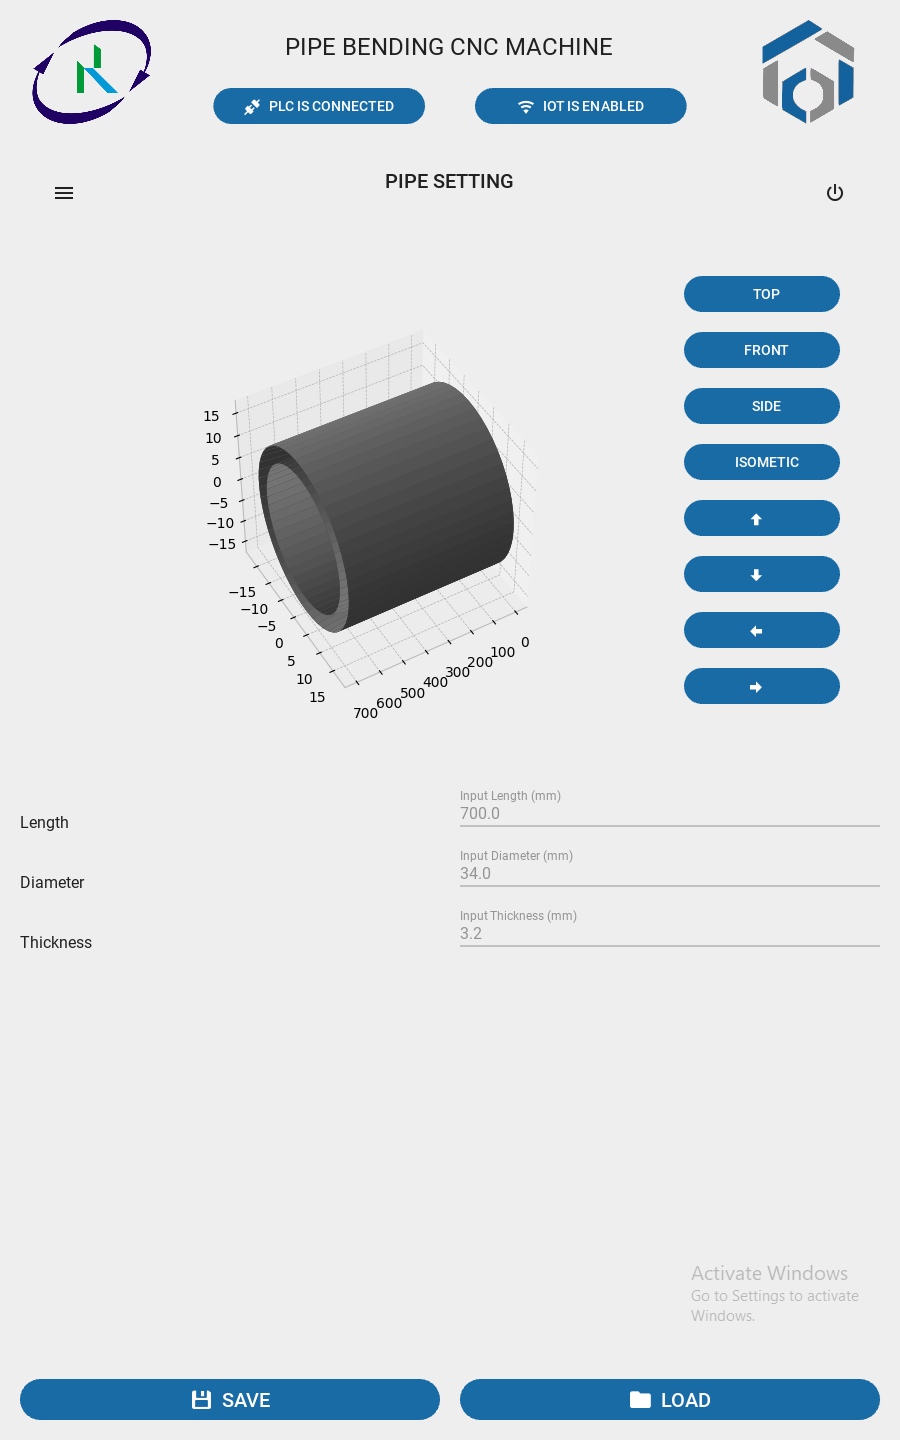 PIPE BENDING CNC MACHINE
PLC IS CONNECTED
IOT IS ENABLED
PIPE SETTING
TOP
FRONT
SIDE
ISOMETIC
15
10
5
0
−5
−10
−15
−15
−10
−5
0
5
10
15
700
600
500
400
300
200
100
0
Length
Input Length (mm)
700.0
Diameter
Input Diameter (mm)
34.0
Thickness
Input Thickness (mm)
3.2
Activate Windows
Go to Settings to activate
Windows.
SAVE
LOAD